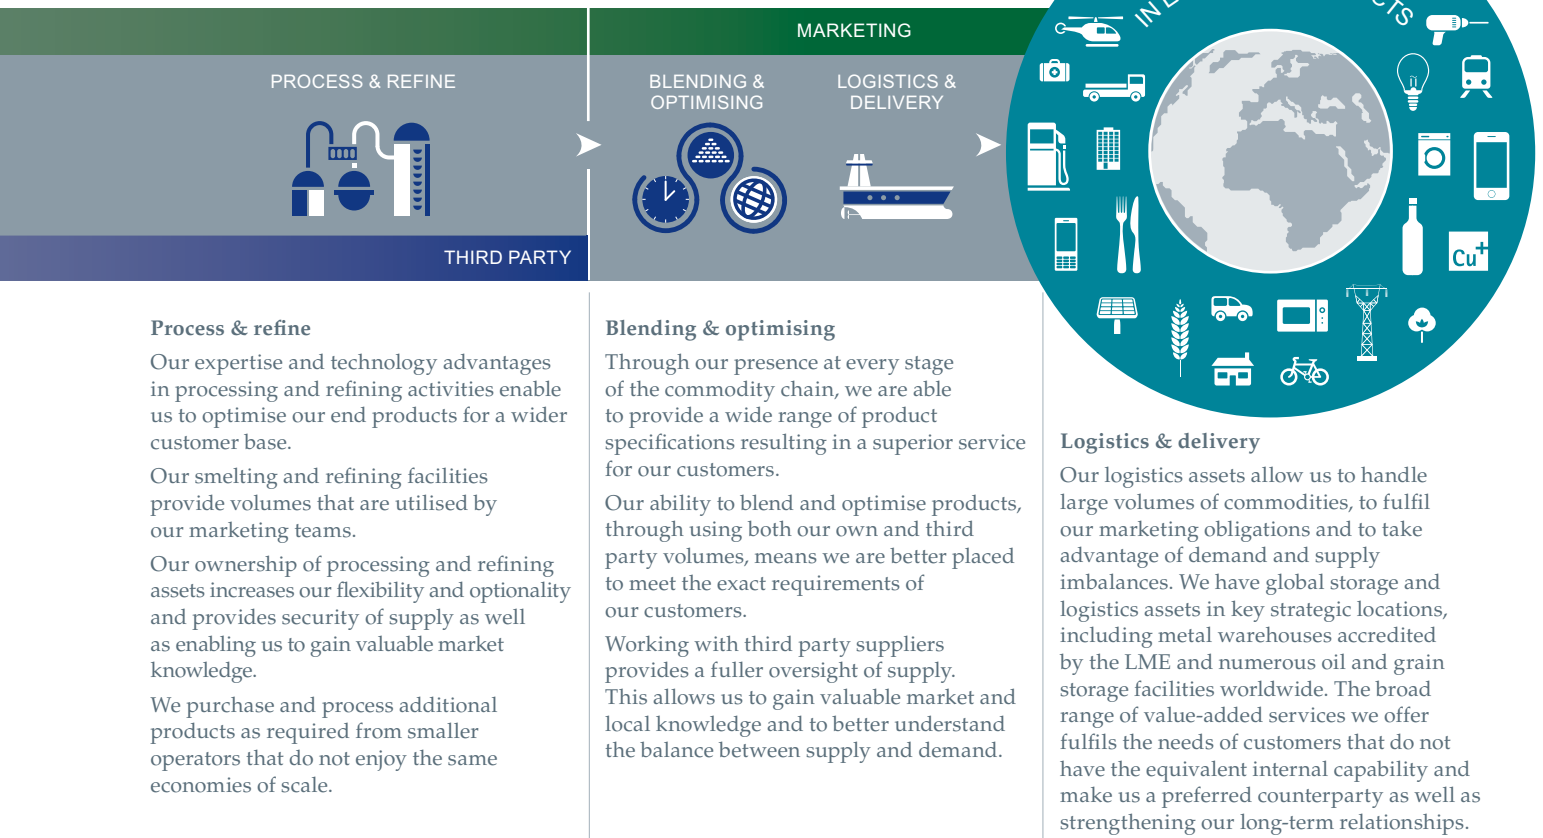 MARKETING
PROCESS & REFINE
BLENDING &
OPTIMISING
LOGISTICS &
DELIVERY
THIRD PARTY
IN
CTS
Cu+
Process & refine
Our expertise and technology advantages
in processing and refining activities enable
us to optimise our end products for a wider
customer base.
Our smelting and refining facilities
provide volumes that are utilised by
our marketing teams.
Our ownership of processing and refining
assets increases our flexibility and optionality
and provides security of supply as well
as enabling us to gain valuable market
knowledge.
We purchase and process additional
products as required from smaller
operators that do not enjoy the same
economies of scale.
Blending & optimising
Through our presence at every stage
of the commodity chain, we are able
to provide a wide range of product
specifications resulting in a superior service
for our customers.
Our ability to blend and optimise products,
through using both our own and third
party volumes, means we are better placed
to meet the exact requirements of
our customers.
Working with third party suppliers
provides a fuller oversight of supply.
This allows us to gain valuable market and
local knowledge and to better understand
the balance between supply and demand.
Logistics & delivery
Our logistics assets allow us to handle
large volumes of commodities, to fulfil
our marketing obligations and to take
advantage of demand and supply
imbalances. We have global storage and
logistics assets in key strategic locations,
including metal warehouses accredited
by the LME and numerous oil and grain
storage facilities worldwide. The broad
range of value-added services we offer
fulfils the needs of customers that do not
have the equivalent internal capability and
make us a preferred counterparty as well as
strengthening our long-term relationships.